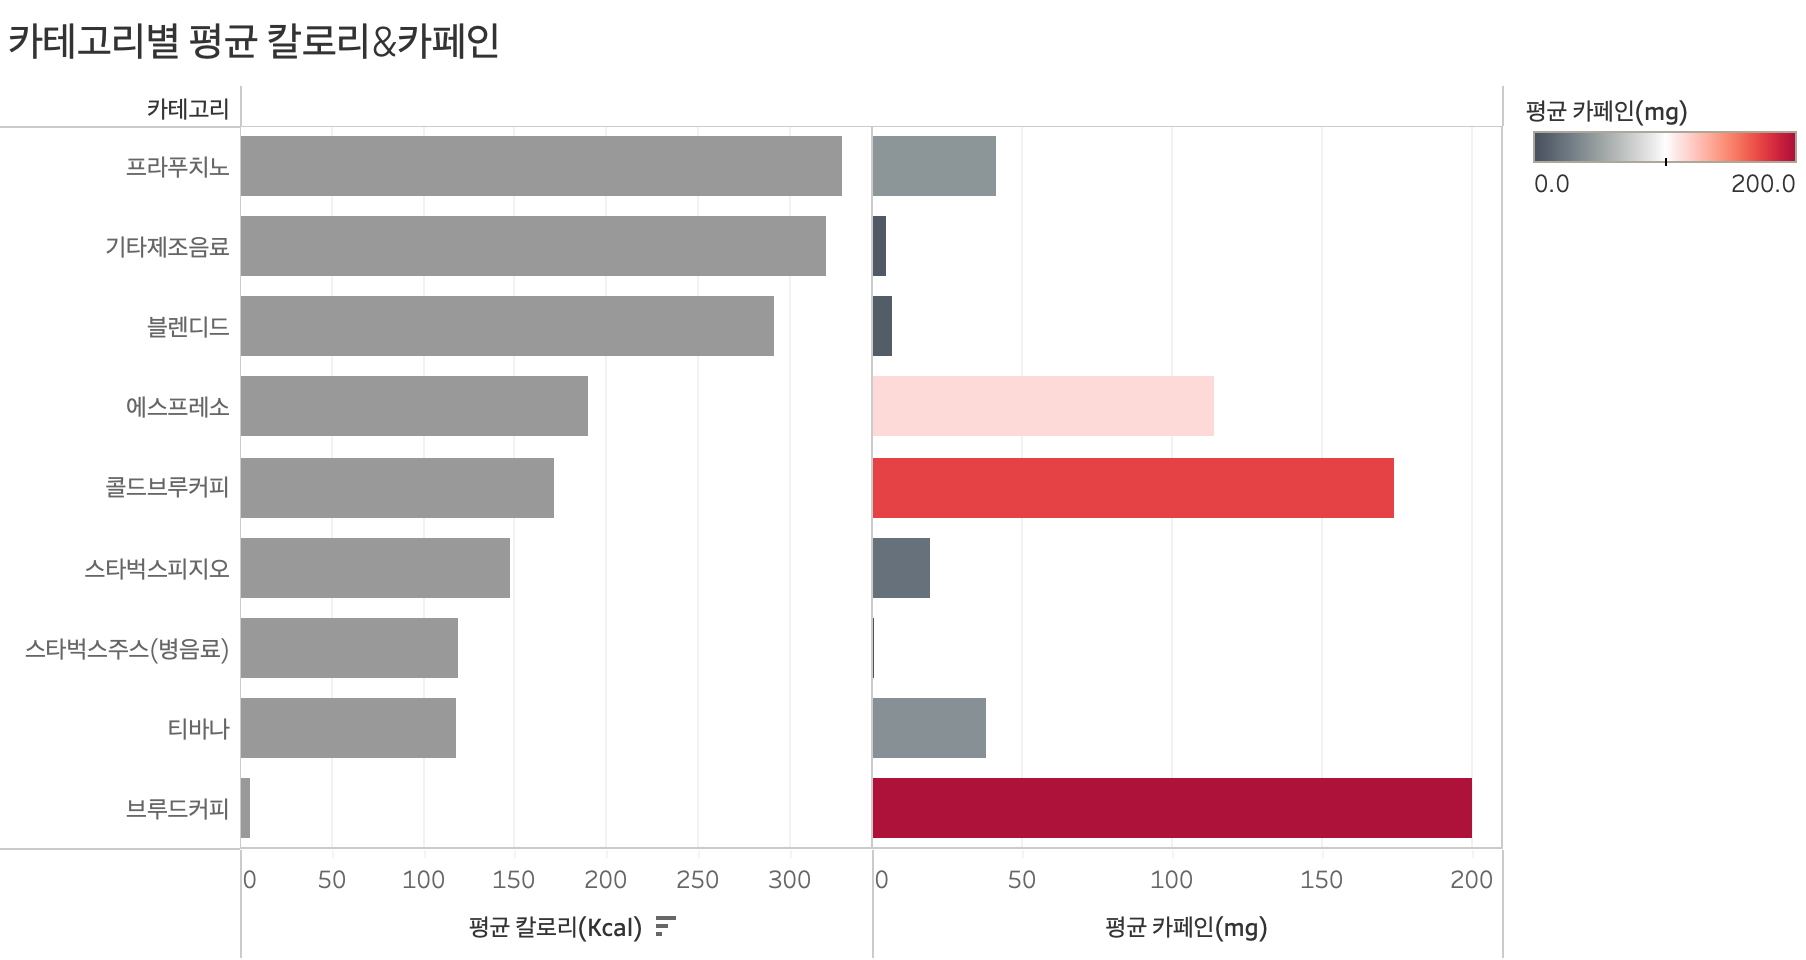 카테고리별 평균 칼로리&카페인
카테고리
평균 카페인(mg)
0.0 200.0
프라푸치노
기타제조음료
블렌디드
에스프레소
콜드브루커피
스타벅스피지오
스타벅스주스(병음료)
티바나
브루드커피
0 50 100 150 200 250 300 0 50 100 150 200
평균 칼로리(Kcal) 평균 카페인(mg)